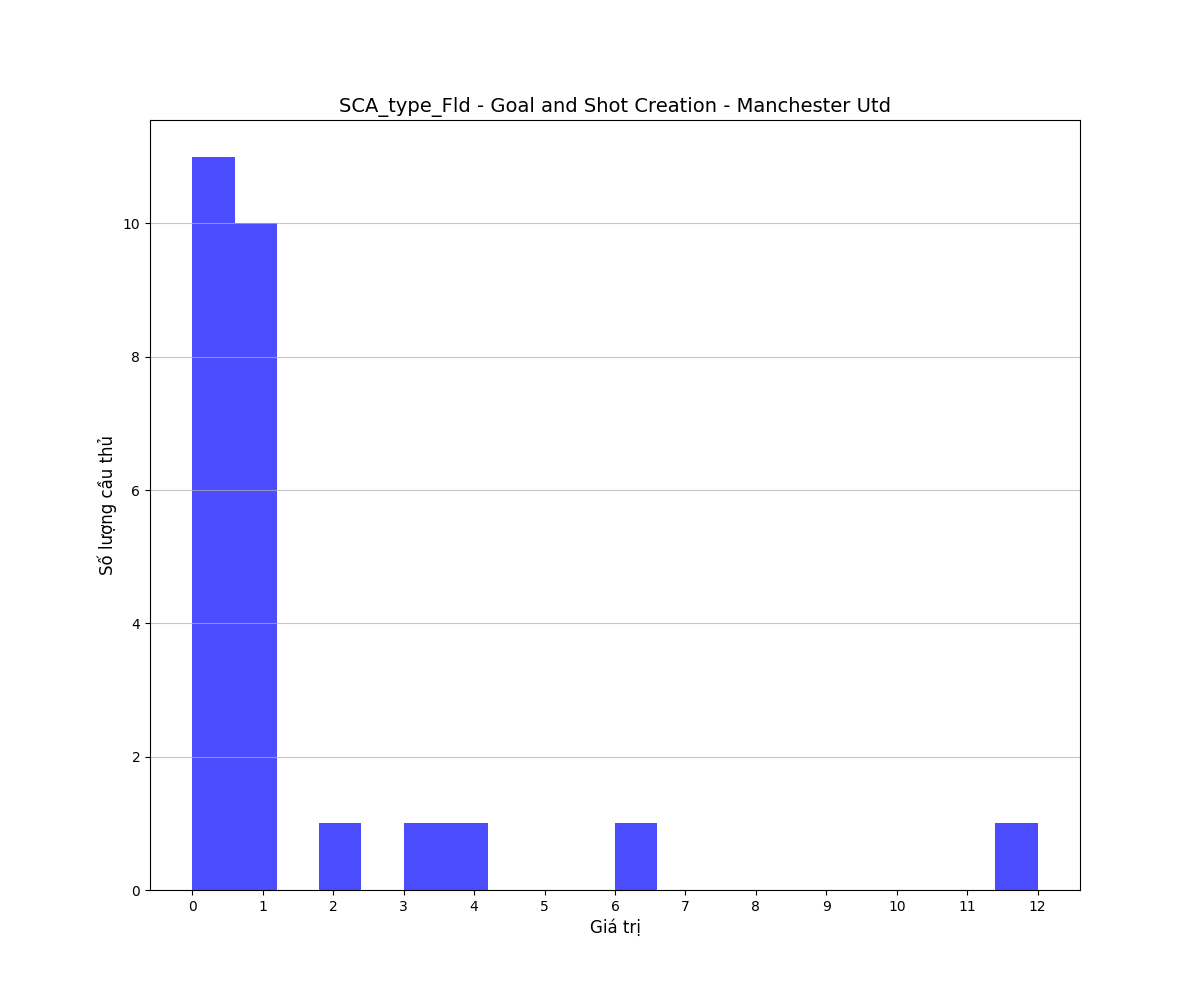 SCA_type_Fld - Goal and Shot Creation - Manchester Utd
10
8
6
4
2
0
Số lượng cầu thủ
0 1 2 3 4 5 6 7 8 9 10 11 12
Giá trị